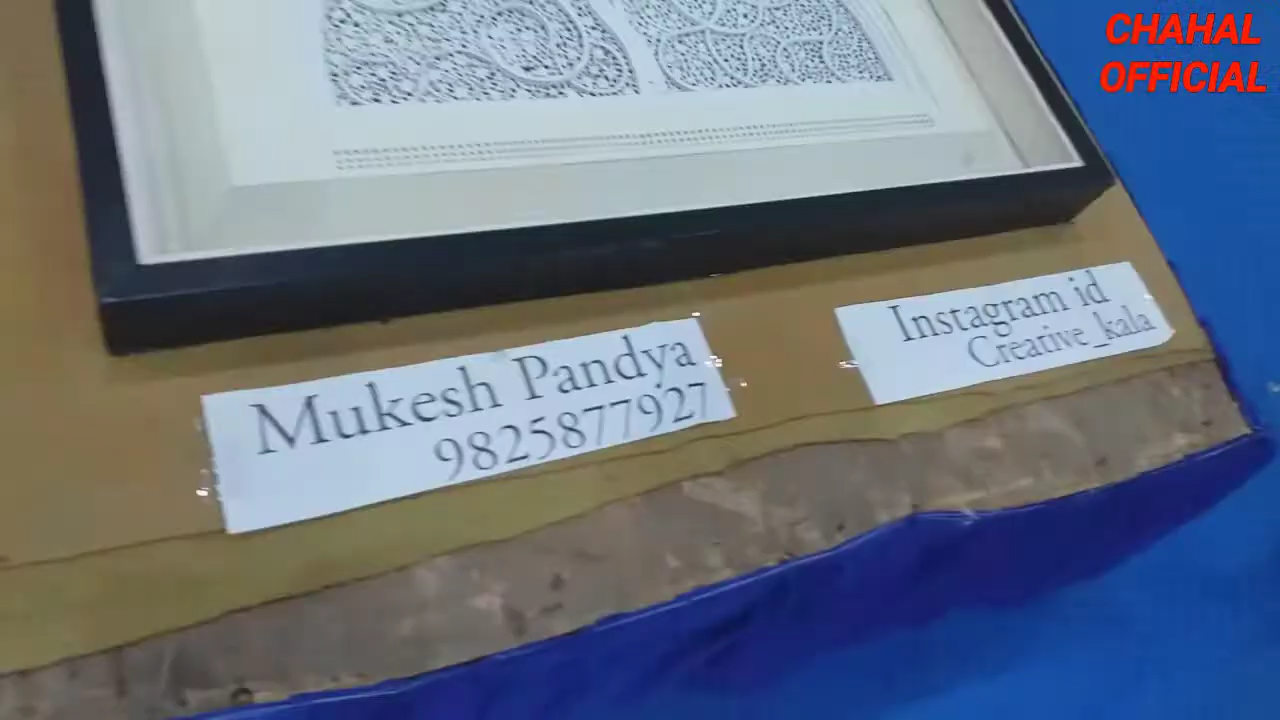 CHAHAL
OFFICIAL
Mukesh Pandya
9825877927
Instagram id
Creative_kala